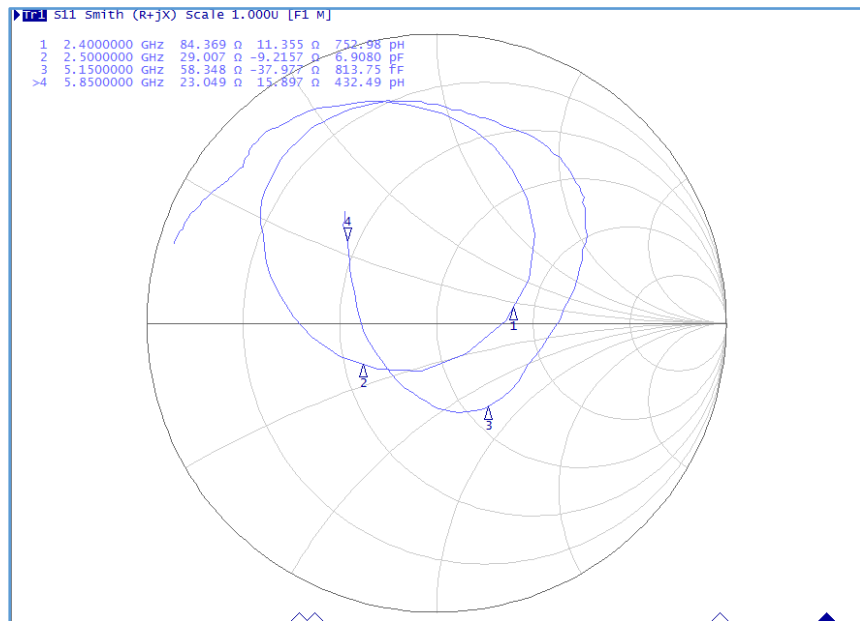 Tr1 S11 Smith (R+jX) Scale 1.000U [F1 M]
1 2.4000000 GHz 84.369 Ω 11.355 Ω 752.98 pH
2 2.5000000 GHz 29.007 Ω -9.2157 Ω 6.9080 pF
3 5.1500000 GHz 58.348 Ω -37.977 Ω 813.75 fF
>4 5.8500000 GHz 23.049 Ω 15.897 Ω 432.49 pH
4
1
2
3